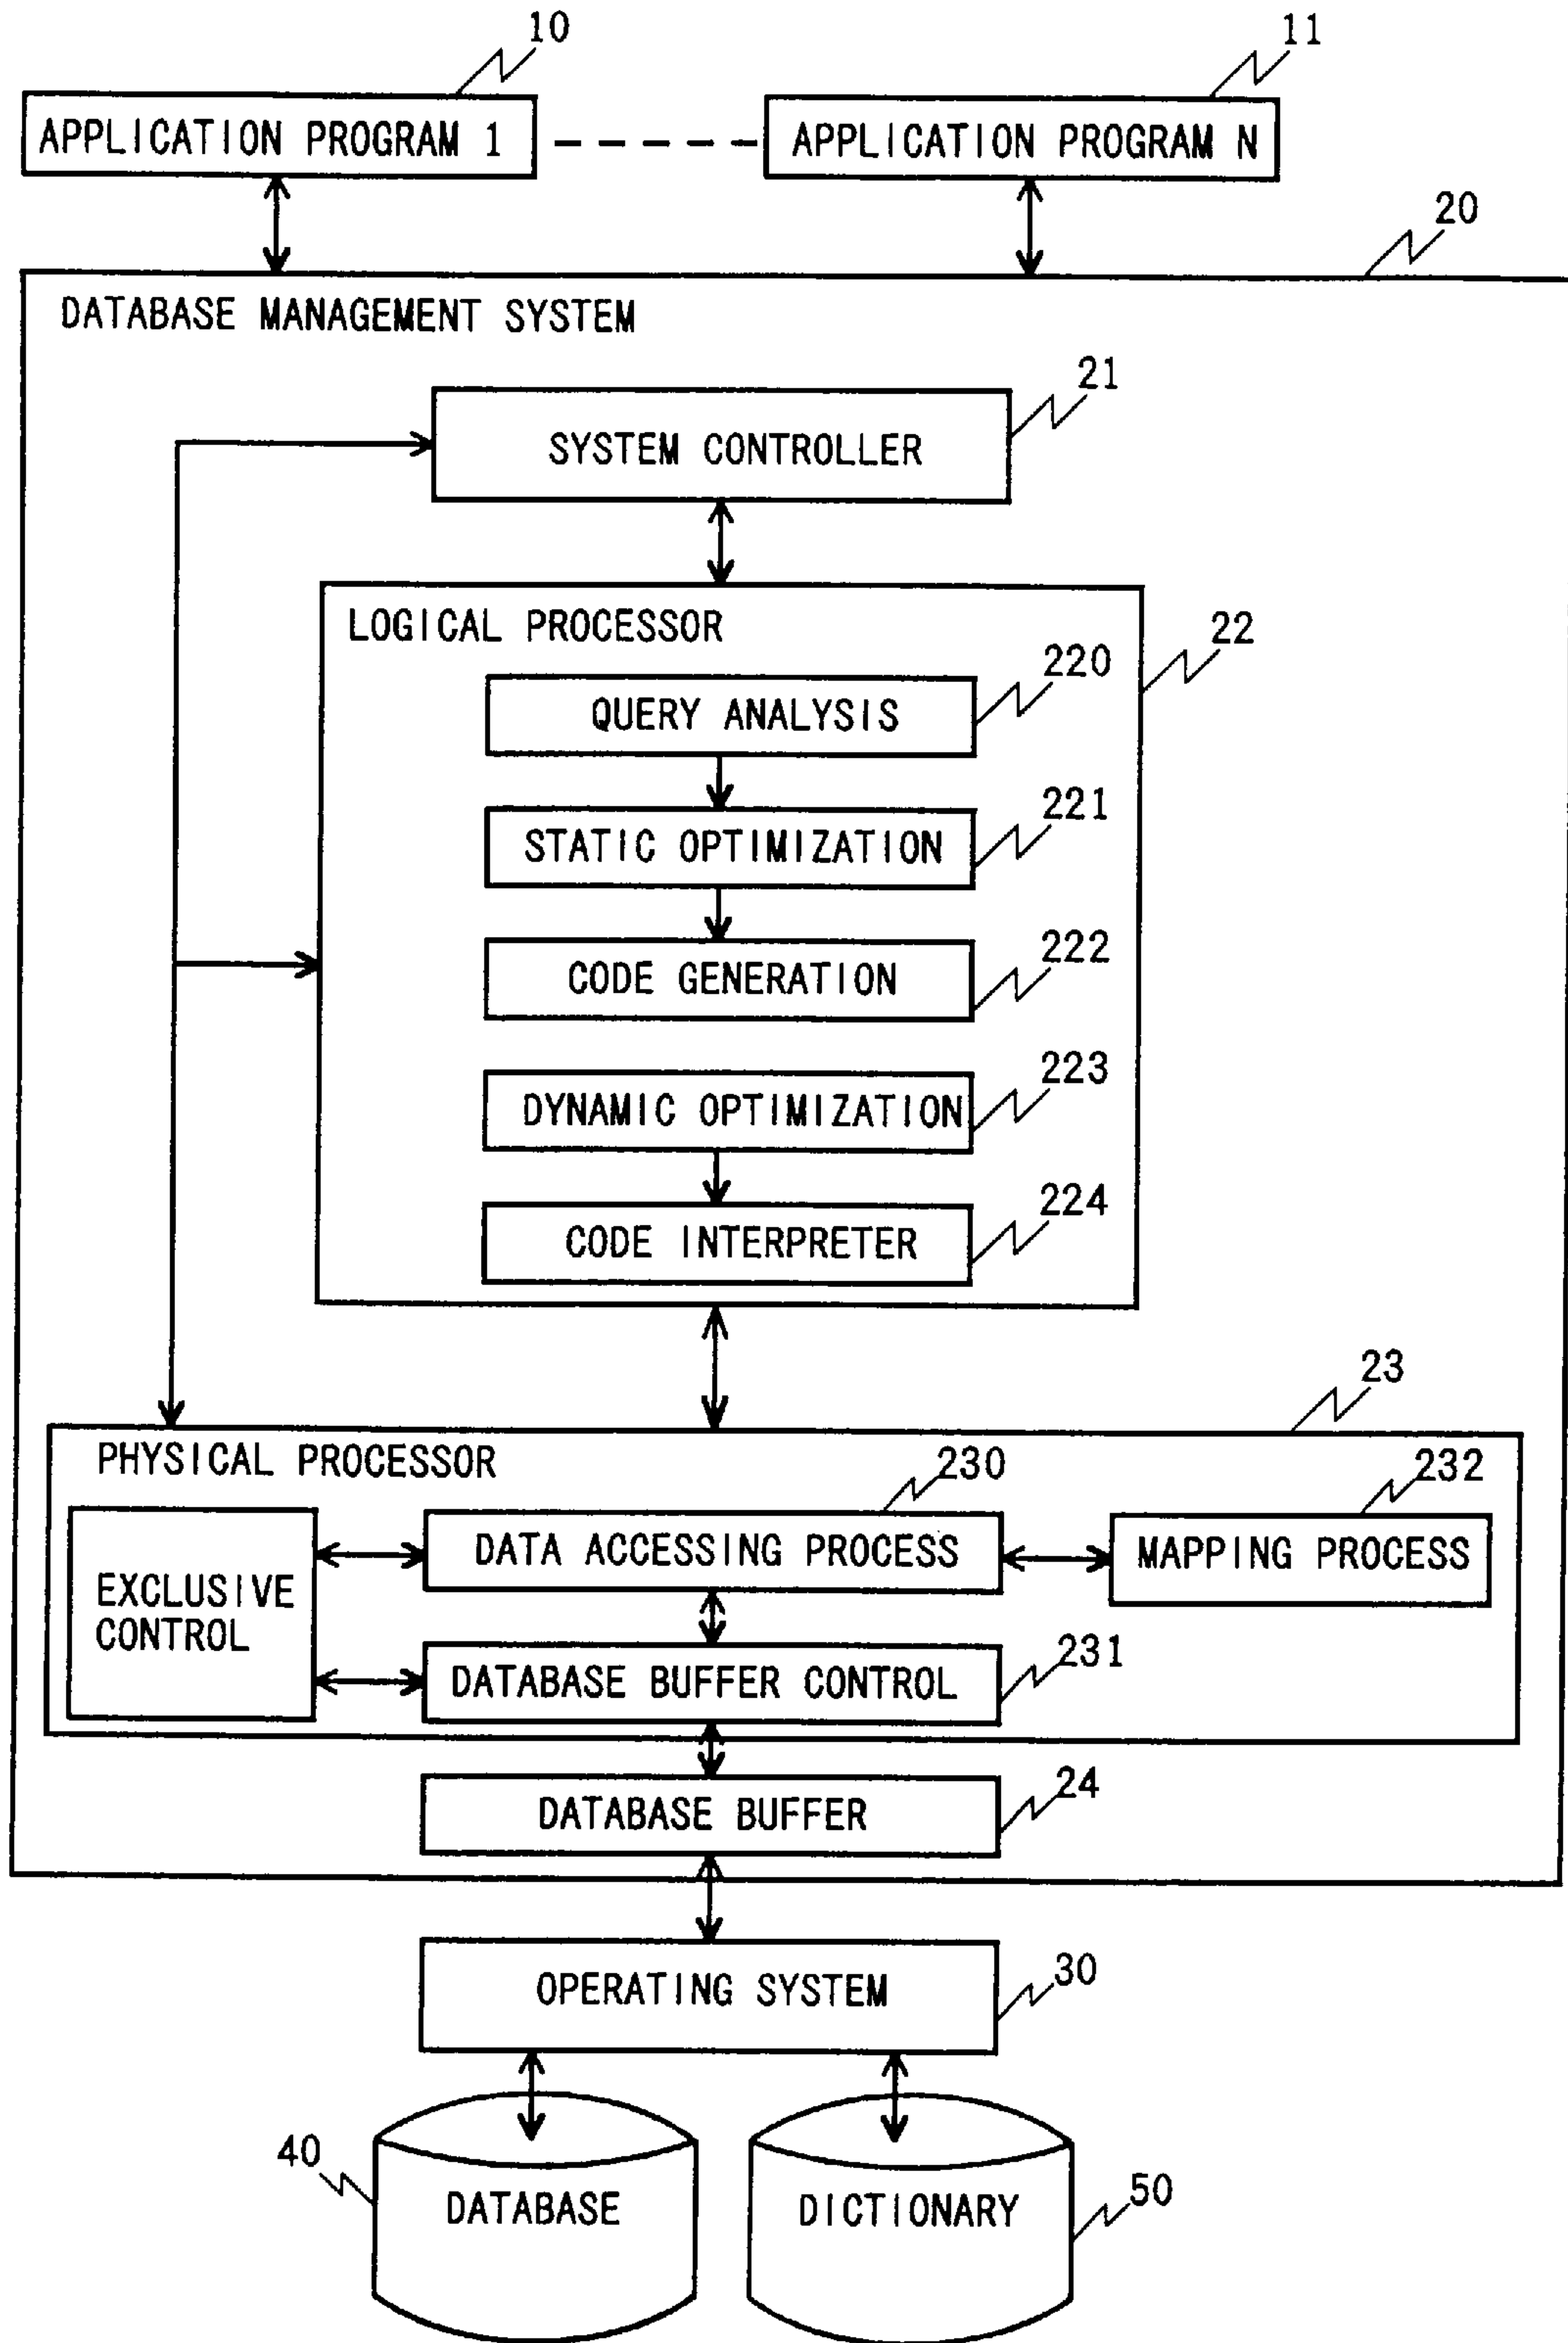 10
11
APPLICATION PROGRAM 1
APPLICATION PROGRAM N
20
DATABASE MANAGEMENT SYSTEM
21
SYSTEM CONTROLLER
LOGICAL PROCESSOR
22
220
QUERY ANALYSIS
221
STATIC OPTIMIZATION
222
CODE GENERATION
223
DYNAMIC OPTIMIZATION
224
CODE INTERPRETER
23
PHYSICAL PROCESSOR
230
232
DATA ACCESSING PROCESS
MAPPING PROCESS
EXCLUSIVE
CONTROL
231
DATABASE BUFFER CONTROL
24
DATABASE BUFFER
30
OPERATING SYSTEM
40
DATABASE
50
DICTIONARY